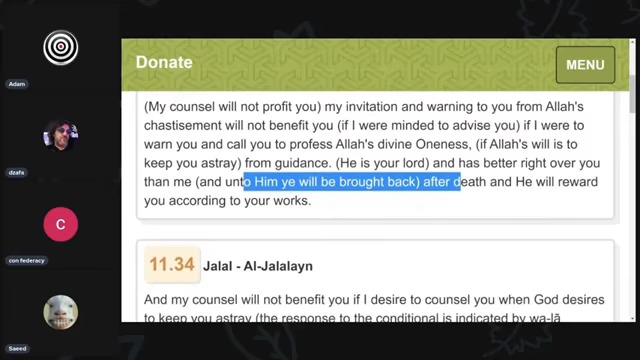 Donate
MENU
(My counsel will not profit you) my invitation and warning to you from Allah's
chastisement will not benefit you (if I were minded to advise you) if I were to
warn you and call you to profess Allah's divine Oneness, (if Allah's will is to
keep you astray) from guidance. (He is your lord) and has better right over you
than me (and unto Him ye will be brought back) after death and He will reward
you according to your works.
11.34 Jalal - Al-Jalalayn
And my counsel will not benefit you if I desire to counsel you when God desires
to keep you astray (the response to the conditional is indicated by wa-lā
Adam
dzafs
C
con federacy
Saeed